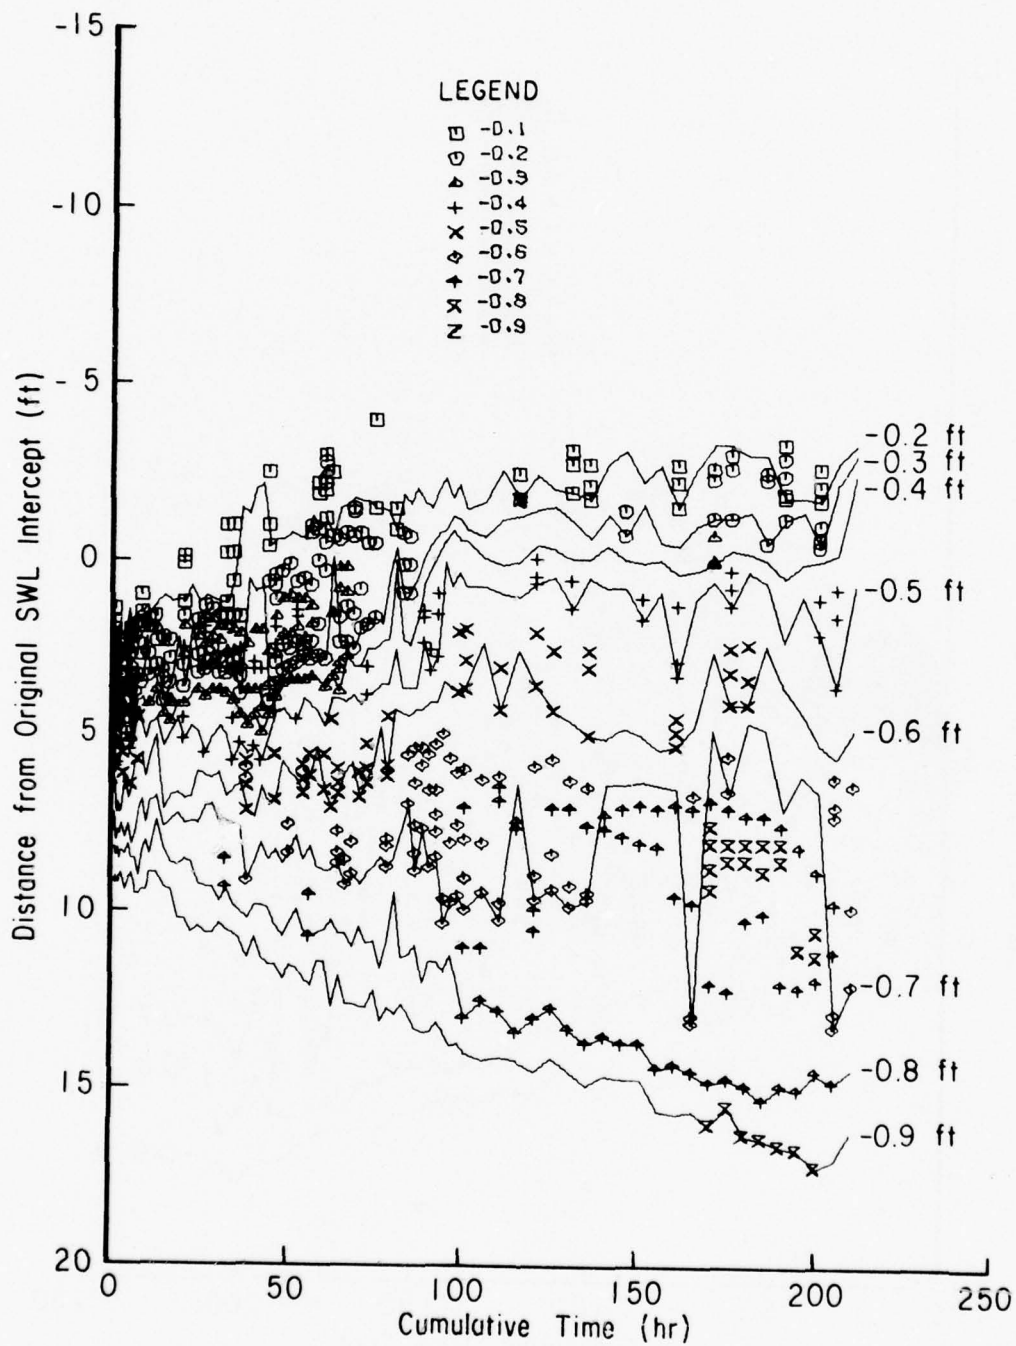 -15
-10
- 5
0
5
10
15
20
Distance from Original SWL Intercept (ft)
LEGEND
-0.1
-0.2
-0.3
-0.4
-0.5
-0.6
-0.7
-0.8
-0.9
-0.2 ft
-0.3 ft
-0.4 ft
-0.5 ft
-0.6 ft
-0.7 ft
-0.8 ft
-0.9 ft
0 50 100 150 200 250
Cumulative Time (hr)